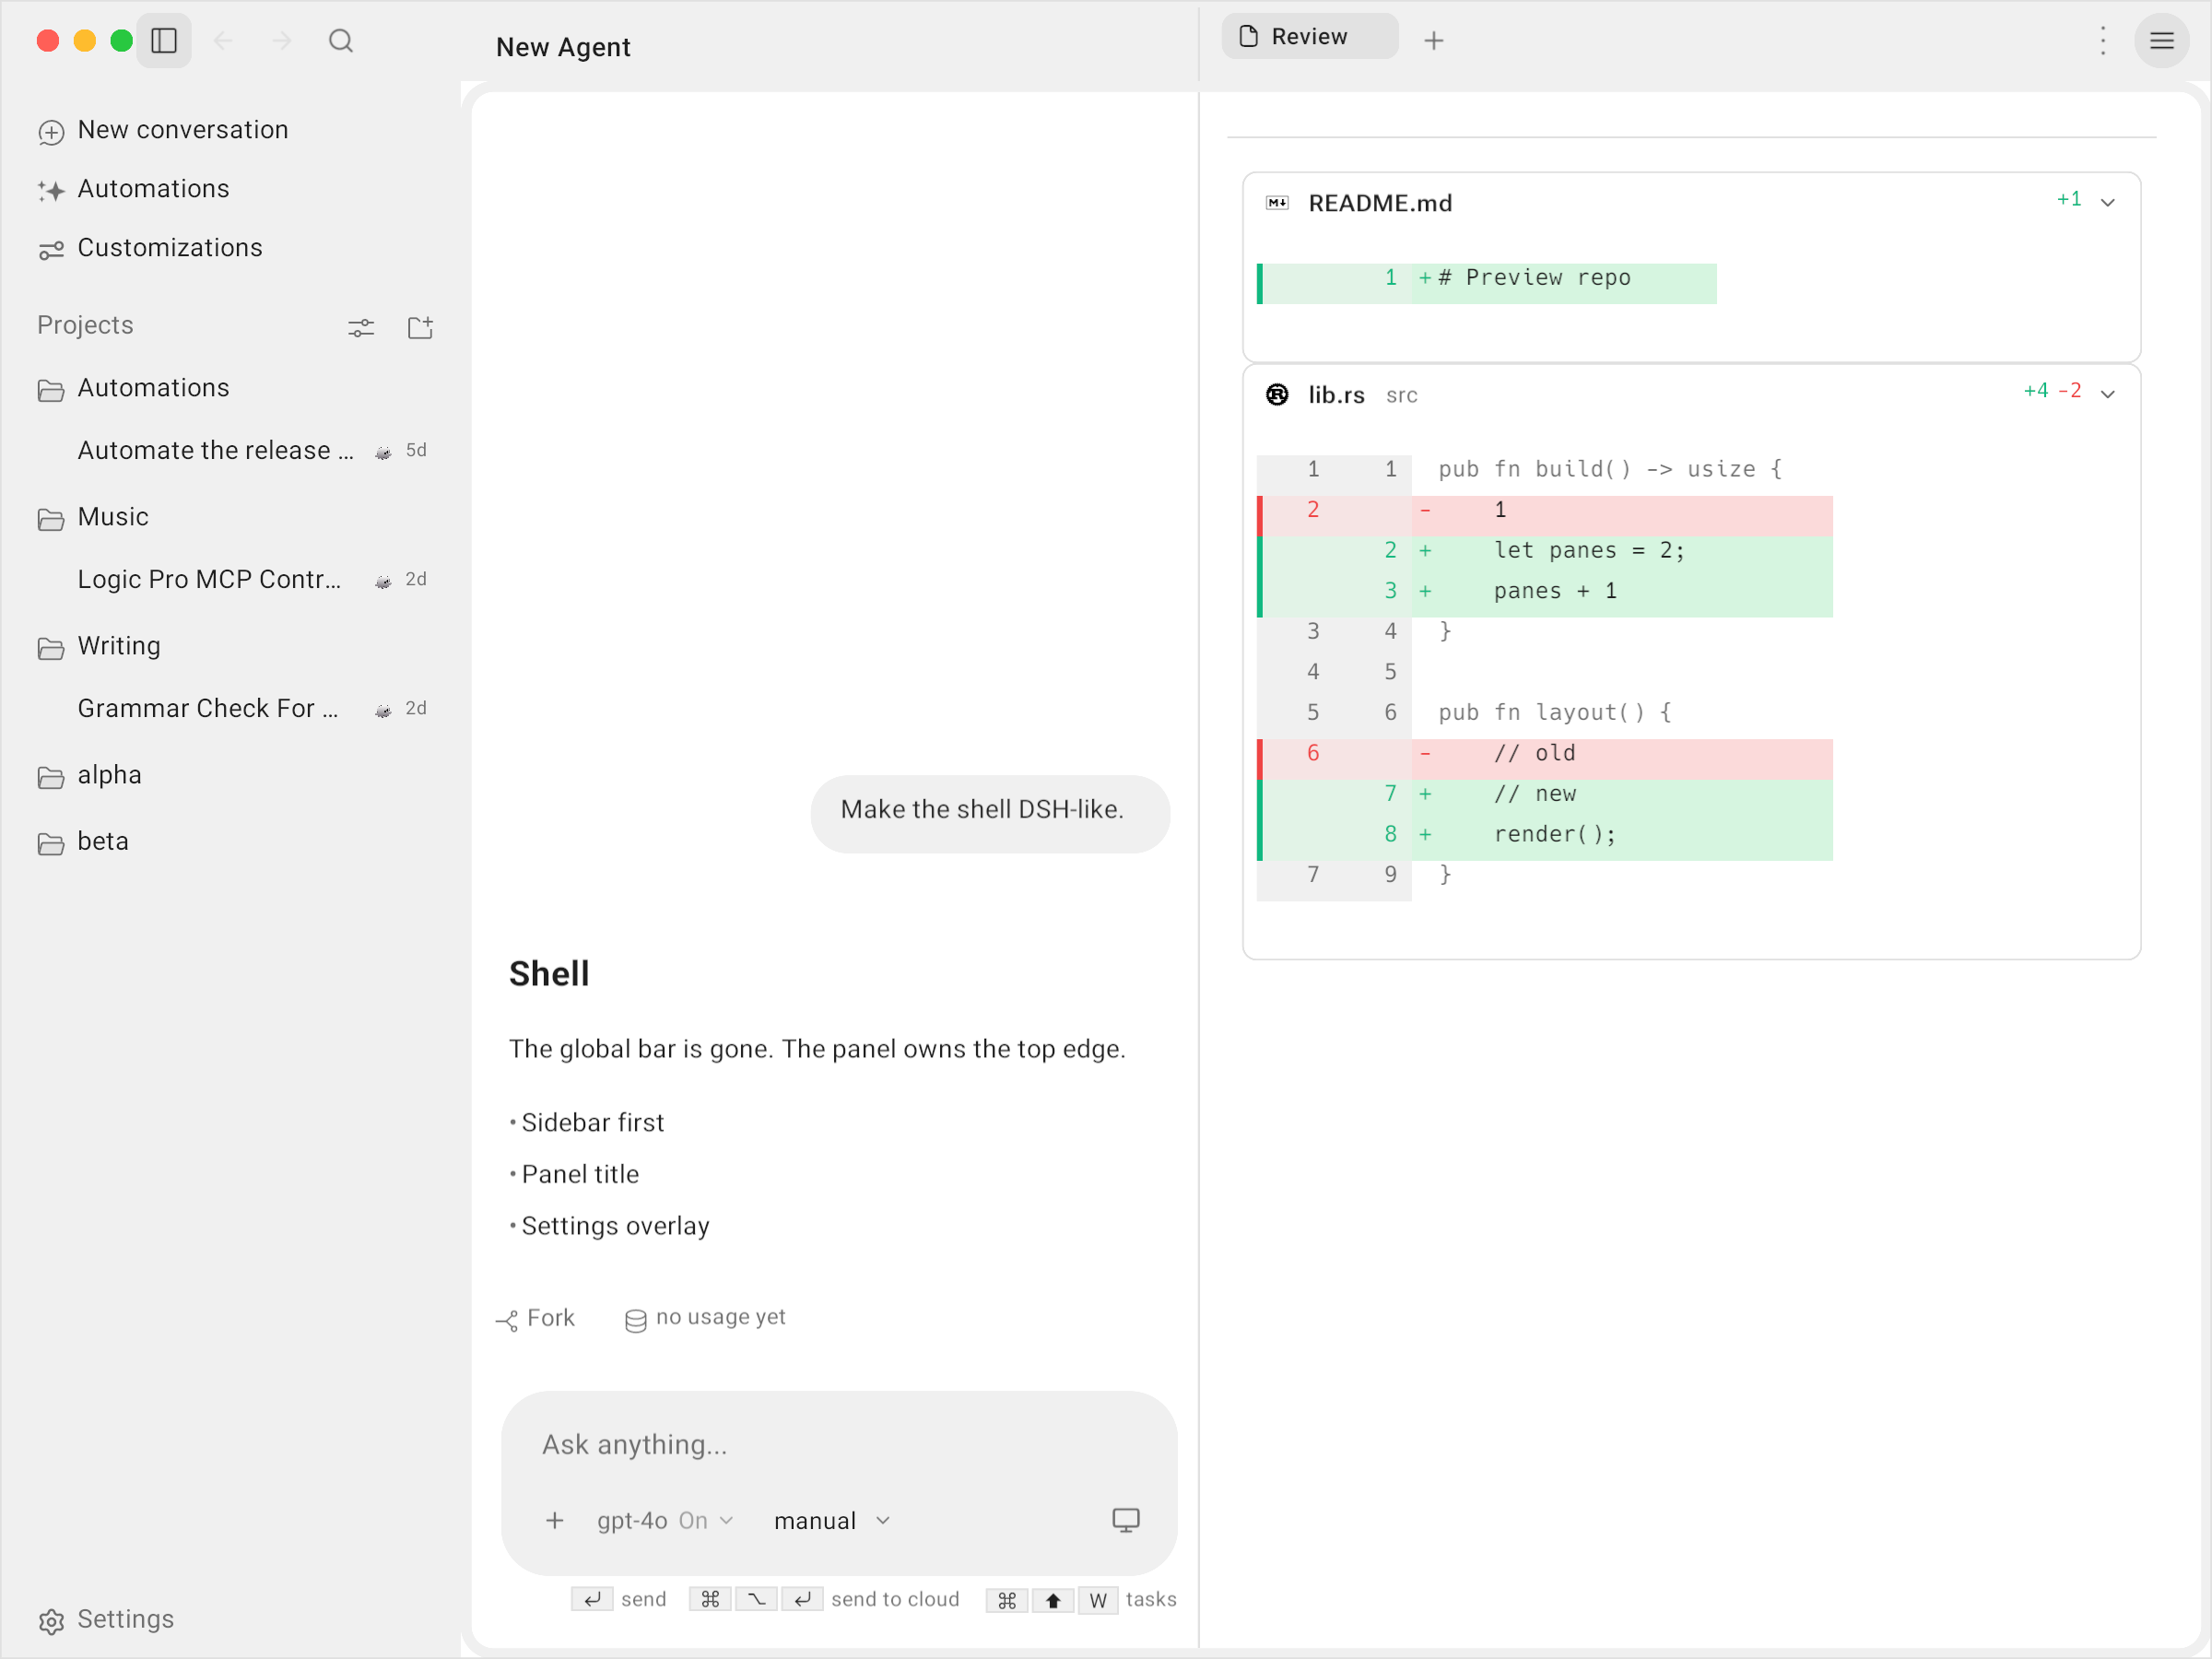 New Agent
Review
New conversation
Automations
Customizations
Projects
Automations
Automate the release ... 5d
Music
Logic Pro MCP Contr... 2d
Writing
Grammar Check For ... 2d
alpha
beta
Settings
Make the shell DSH-like.
Shell
The global bar is gone. The panel owns the top edge.
• Sidebar first
• Panel title
• Settings overlay
Fork no usage yet
Ask anything...
+ gpt-4o On manual
send ⌘ ⌥ send to cloud ⌘ W tasks
README.md +1
1 +# Preview repo
lib.rs src +4 -2
1 1 pub fn build() -> usize {
2 - 1
2 + let panes = 2;
3 + panes + 1
3 4 }
4 5
5 6 pub fn layout() {
6 - // old
7 + // new
8 + render();
7 9 }